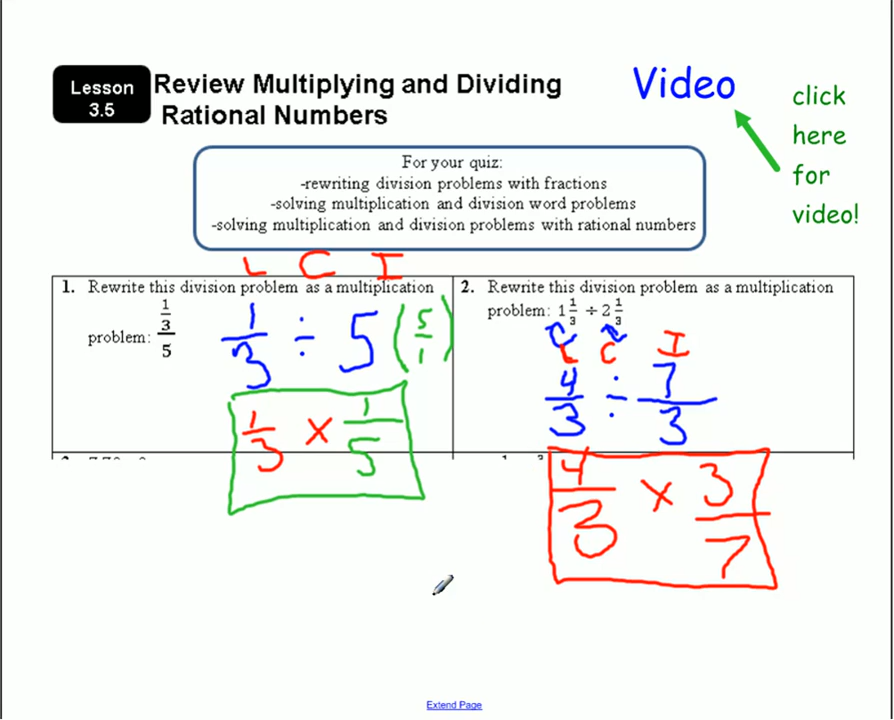 Lesson 3.5
Review Multiplying and Dividing
Rational Numbers
Video
click
here
for
video!
For your quiz:
-rewriting division problems with fractions
-solving multiplication and division word problems
-solving multiplication and division problems with rational numbers
L C I
1. Rewrite this division problem as a multiplication
problem: 1/3 / 5
1/3 ÷ 5 (5/1)
1/3 × 1/5
2. Rewrite this division problem as a multiplication
problem: 1 1/3 ÷ 2 1/3
L C I
4/3 ÷ 7/3
4/3 × 3/7
Extend Page